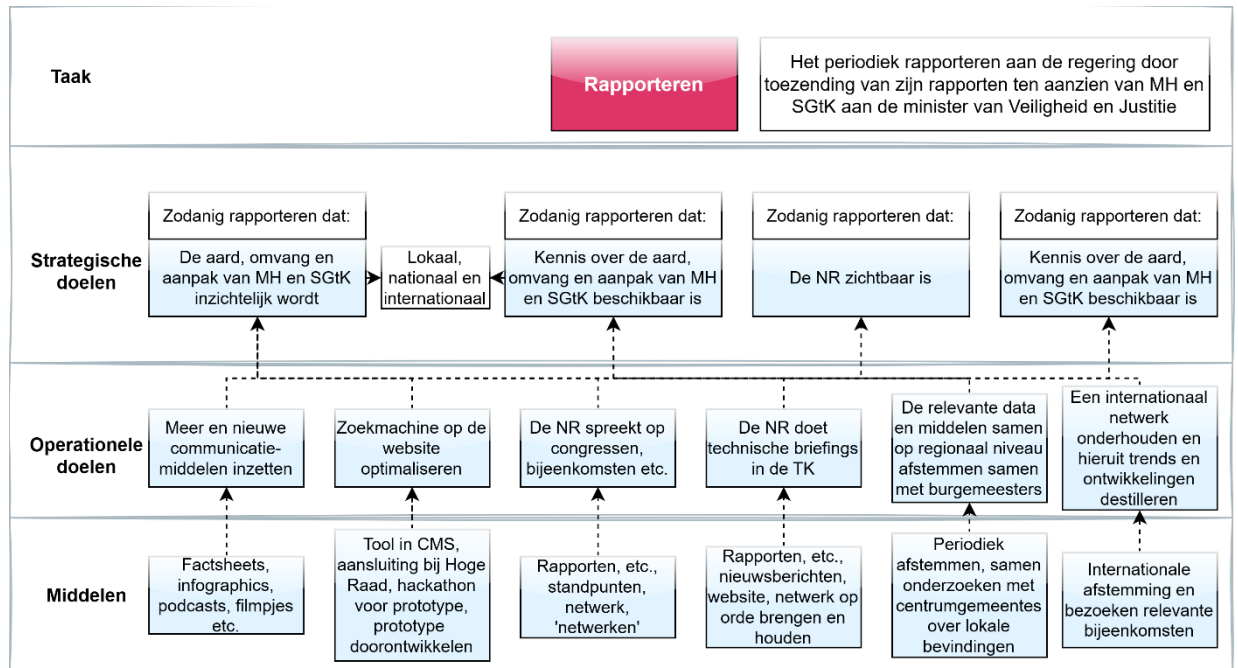 Taak
Rapporteren
Het periodiek rapporteren aan de regering door
toezending van zijn rapporten ten aanzien van MH en
SGtK aan de minister van Veiligheid en Justitie
Strategische
doelen
Zodanig rapporteren dat:
De aard, omvang en
aanpak van MH en SGtK
inzichtelijk wordt
Lokaal,
nationaal en
internationaal
Zodanig rapporteren dat:
Kennis over de aard,
omvang en aanpak van MH
en SGtK beschikbaar is
Zodanig rapporteren dat:
De NR zichtbaar is
Zodanig rapporteren dat:
Kennis over de aard,
omvang en aanpak van MH
en SGtK beschikbaar is
Operationele
doelen
Meer en nieuwe
communicatie-
middelen inzetten
Zoekmachine op de
website
optimaliseren
De NR spreekt op
congressen,
bijeenkomsten etc.
De NR doet
technische briefings
in de TK
De relevante data
en middelen samen
op regionaal niveau
afstemmen samen
met burgemeesters
Een internationaal
netwerk
onderhouden en
hieruit trends en
ontwikkelingen
destilleren
Middelen
Factsheets,
infographics,
podcasts, filmpjes
etc.
Tool in CMS,
aansluiting bij Hoge
Raad, hackathon
voor prototype,
prototype
doorontwikkelen
Rapporten, etc.,
standpunten,
netwerk,
'netwerken'
Rapporten, etc.,
nieuwsberichten,
website, netwerk op
orde brengen en
houden
Periodiek
afstemmen, samen
onderzoeken met
centrumgemeentes
over lokale
bevindingen
Internationale
afstemming en
bezoeken relevante
bijeenkomsten